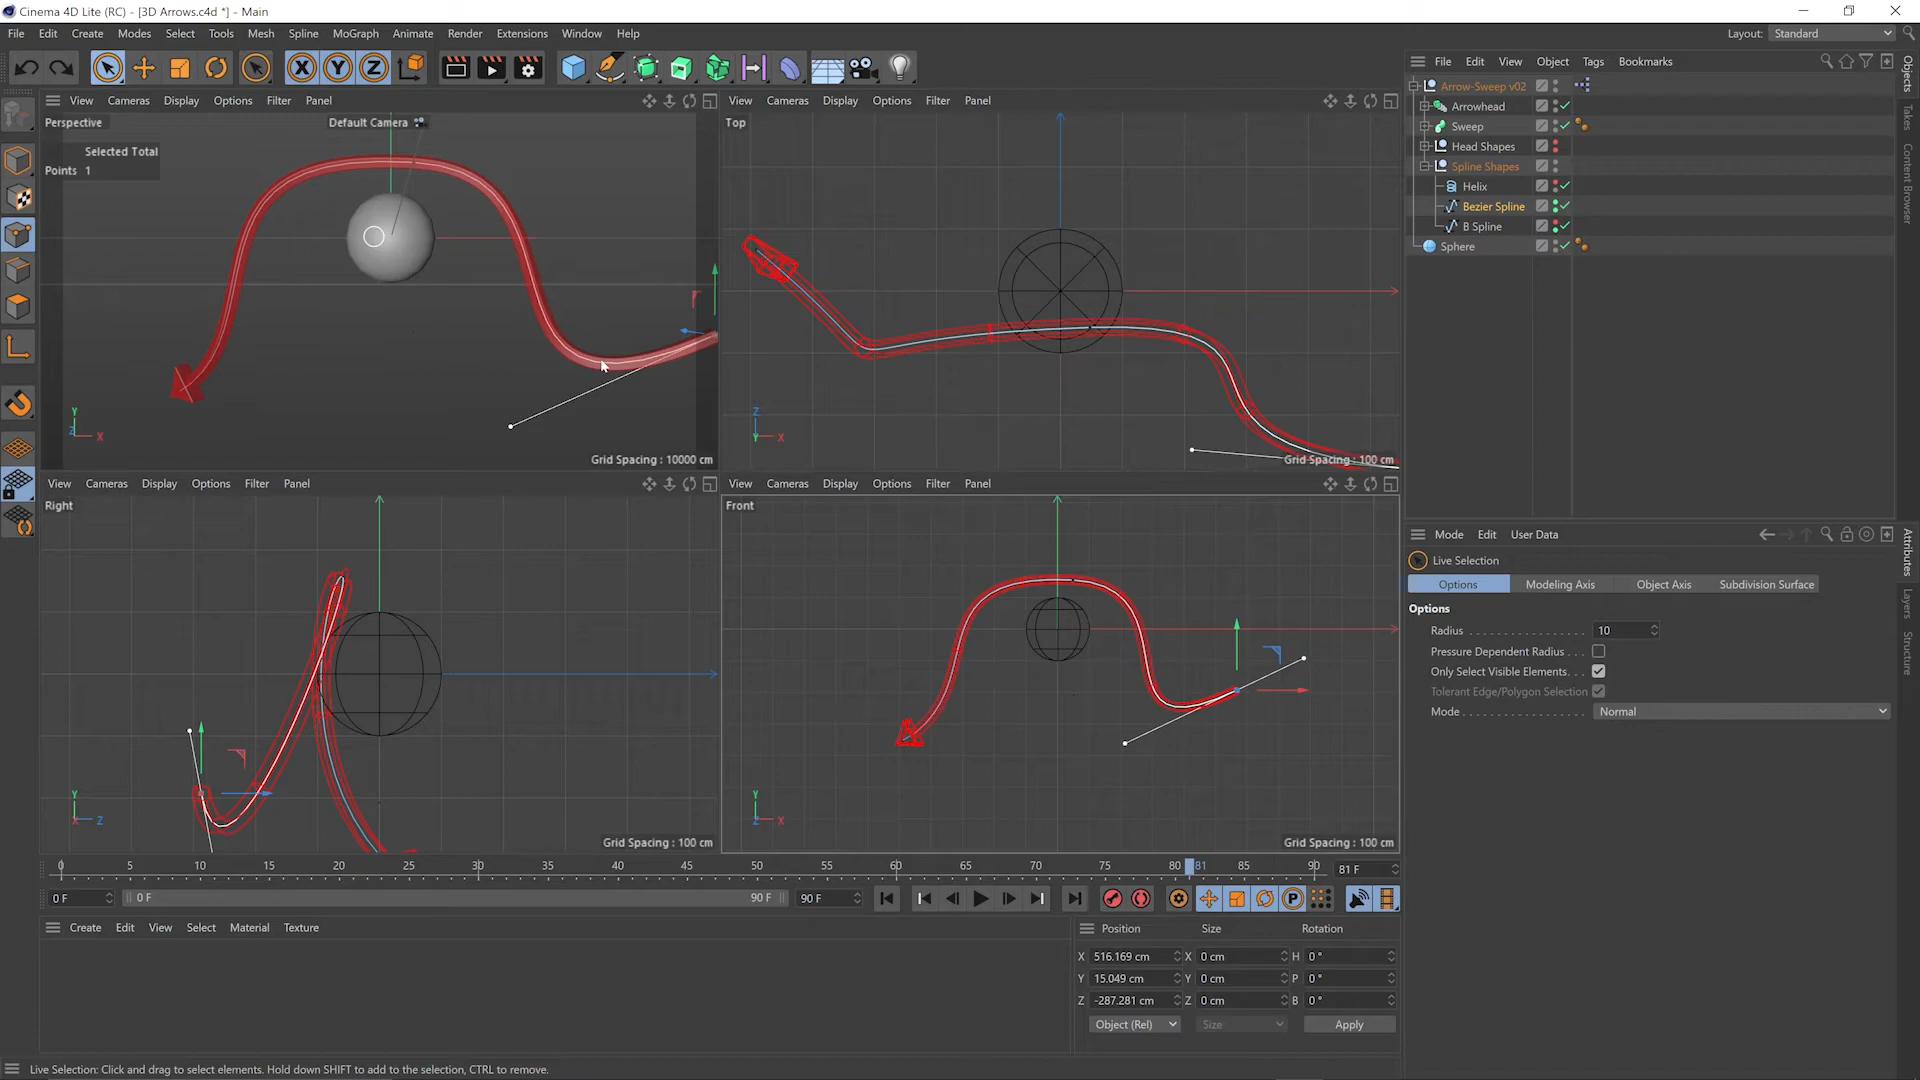 Cinema 4D Lite (RC) - [3D Arrows.c4d *] - Main
File Edit Create Modes Select Tools Mesh Spline MoGraph Animate Render Extensions Window Help
Layout: Standard
X Y Z
View Cameras Display Options Filter Panel
Perspective
Default Camera
Selected Total
Points 1
Y
Z X
Grid Spacing : 10000 cm
View Cameras Display Options Filter Panel
Top
Z
Y X
Grid Spacing : 100 cm
View Cameras Display Options Filter Panel
Right
Y
X Z
Grid Spacing : 100 cm
View Cameras Display Options Filter Panel
Front
Y
Z X
Grid Spacing : 100 cm
File Edit View Object Tags Bookmarks
Arrow-Sweep v02
Arrowhead
Sweep
Head Shapes
Spline Shapes
Helix
Bezier Spline
B Spline
Sphere
Objects
Takes
Content Browser
Mode Edit User Data
Live Selection
Options Modeling Axis Object Axis Subdivision Surface
Options
Radius 10
Pressure Dependent Radius
Only Select Visible Elements
Tolerant Edge/Polygon Selection
Mode Normal
Attributes
Layers
Structure
0 5 10 15 20 25 30 35 40 45 50 55 60 65 70 75 80 81 85 90
81 F
0 F
0 F 90 F
90 F
P
Create Edit View Select Material Texture
Position Size Rotation
X 516.169 cm X 0 cm H 0 °
Y 15.049 cm Y 0 cm P 0 °
Z -287.281 cm Z 0 cm B 0 °
Object (Rel) Size Apply
Live Selection: Click and drag to select elements. Hold down SHIFT to add to the selection, CTRL to remove.